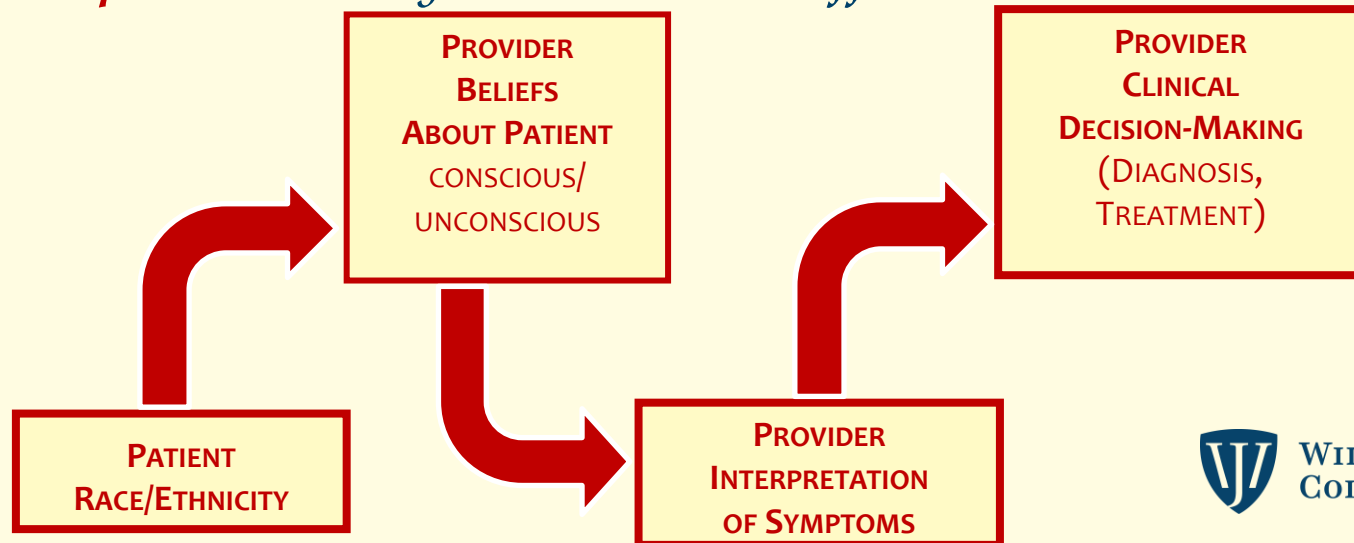 PROVIDER
BELIEFS
ABOUT PATIENT
CONSCIOUS/
UNCONSCIOUS
PROVIDER
CLINICAL
DECISION-MAKING
(DIAGNOSIS,
TREATMENT)
PATIENT
RACE/ETHNICITY
PROVIDER
INTERPRETATION
OF SYMPTOMS